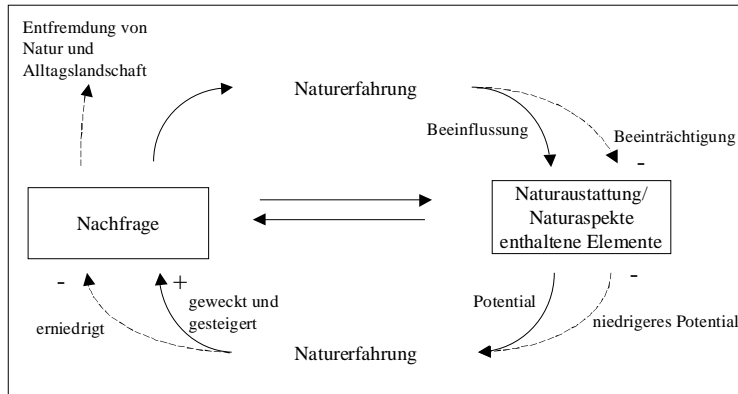 Entfremdung von
Natur und
Alltagslandschaft
Naturerfahrung
Beeinflussung
Beeinträchtigung
-
Nachfrage
Naturaustattung/
Naturaspekte
enthaltene Elemente
-
+
-
geweckt und
gesteigert
Potential
erniedrigt
niedrigeres Potential
Naturerfahrung